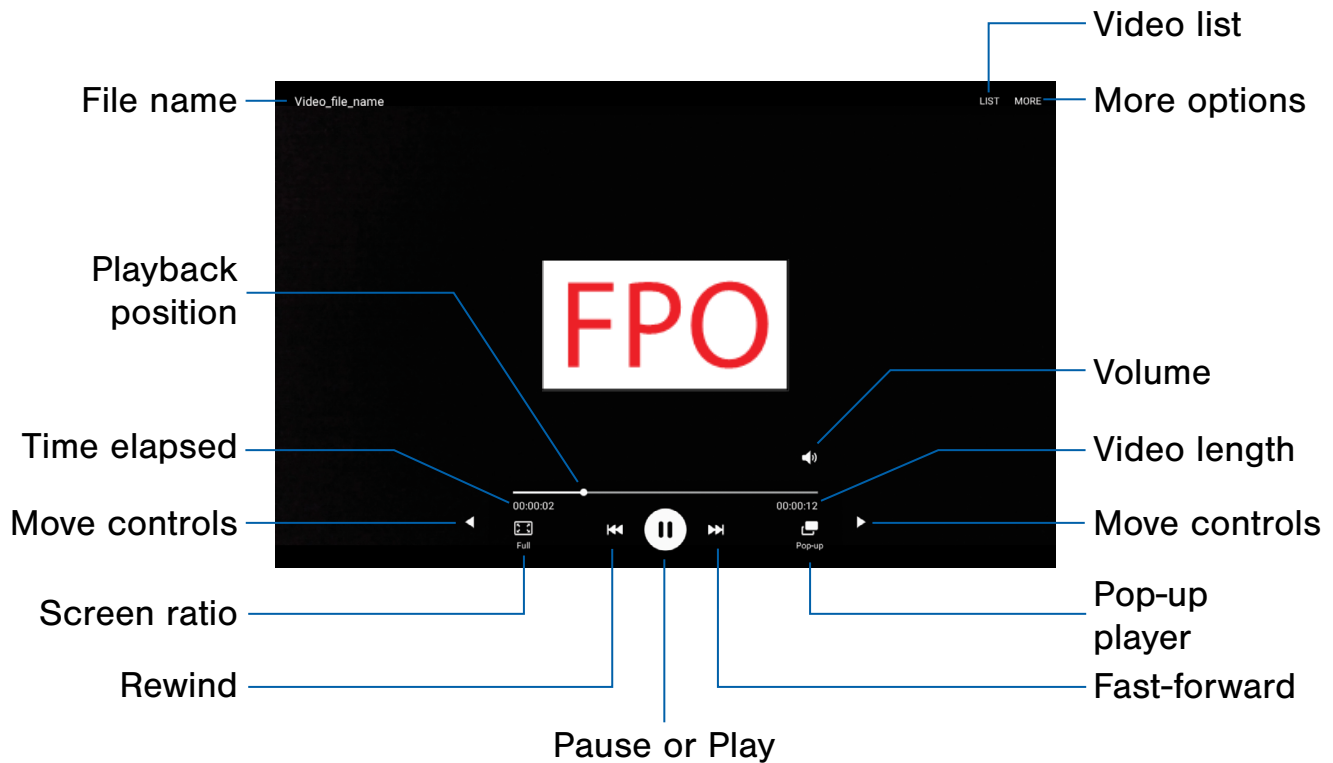 Video list
File name
Video_file_name
LIST MORE
More options
Playback
position
FPO
Volume
Time elapsed
Video length
00:00:02
00:00:12
Move controls
Move controls
Full
Pop-up
Screen ratio
Pop-up
player
Rewind
Fast-forward
Pause or Play